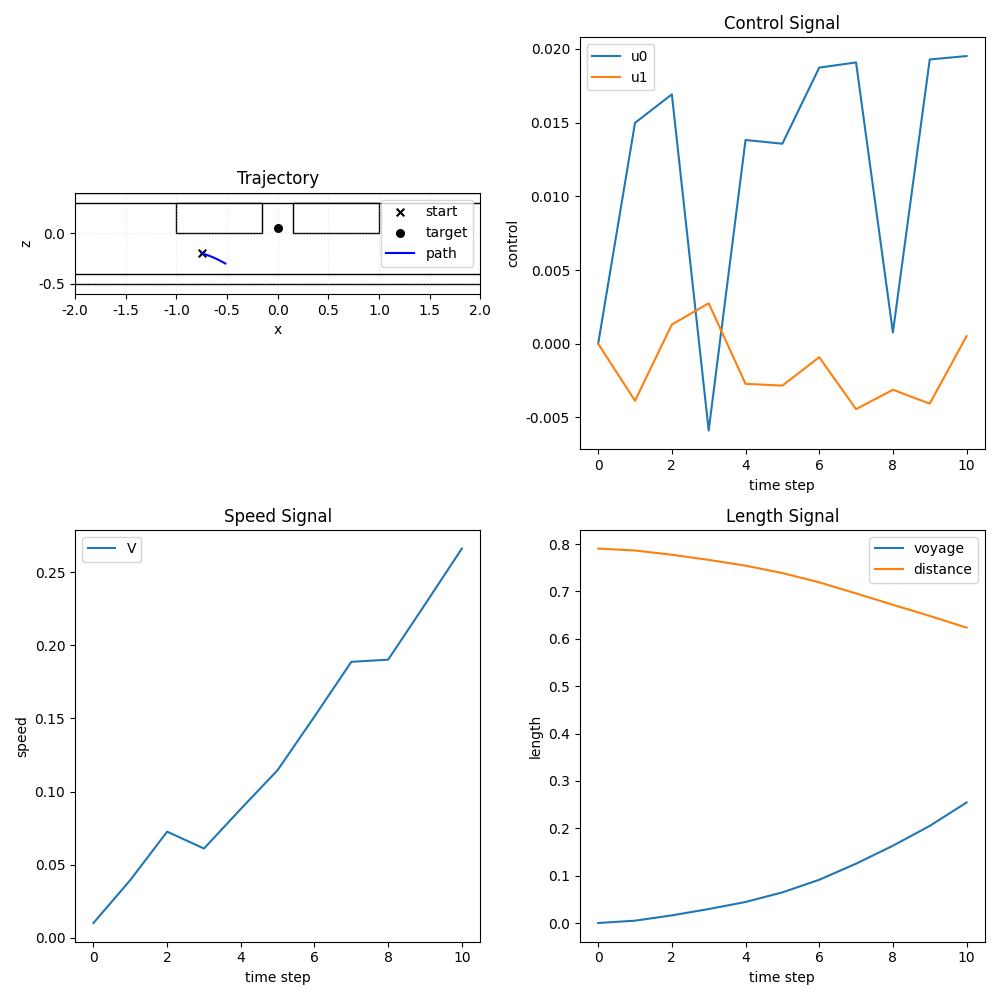 Trajectory
z
0.0
-0.5
start
target
path
-2.0 -1.5 -1.0 -0.5 0.0 0.5 1.0 1.5 2.0
x
Control Signal
control
0.020
0.015
0.010
0.005
0.000
-0.005
u0
u1
0 2 4 6 8 10
time step
Speed Signal
speed
0.25
0.20
0.15
0.10
0.05
0.00
V
0 2 4 6 8 10
time step
Length Signal
length
0.8
0.7
0.6
0.5
0.4
0.3
0.2
0.1
0.0
voyage
distance
0 2 4 6 8 10
time step